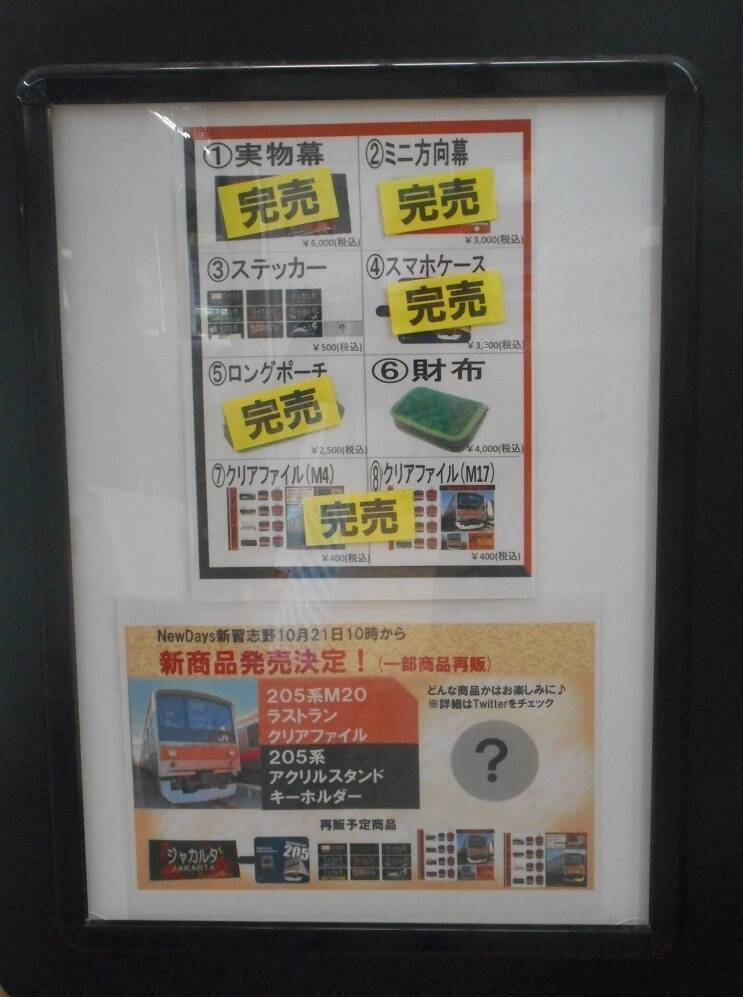 ①実物幕
完売
¥6,000(税込)
②ミニ方向幕
完売
¥3,000(税込)
③ステッカー
¥500(税込)
④スマホケース
完売
¥3,300(税込)
⑤ロングポーチ
完売
¥2,500(税込)
⑥財布
¥4,000(税込)
⑦クリアファイル(M4)
¥400(税込)
完売
⑧クリアファイル(M17)
¥400(税込)
NewDays新習志野10月21日10時から
新商品発売決定！(一部商品再販)
205系M20
ラストラン
クリアファイル
205系
アクリルスタンド
キーホルダー
どんな商品かはお楽しみに♪
※詳細はTwitterをチェック
?
再販予定商品
ジャカルタ
JAKARTA
205